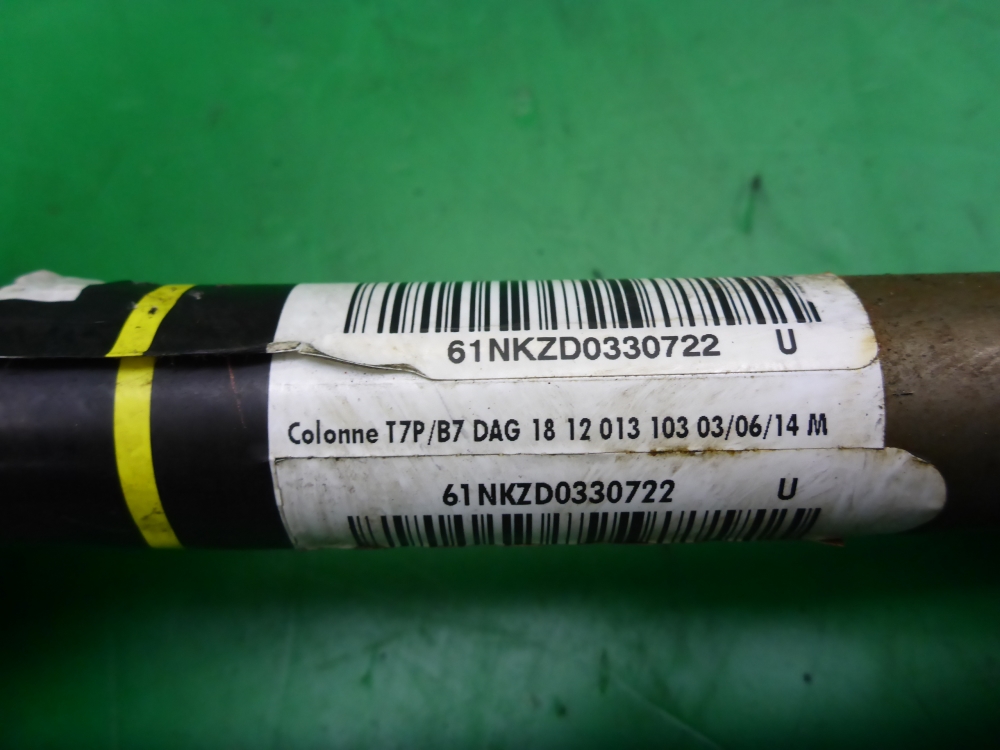 61NKZD0330722 U
Colonne T7P/B7 DAG 18 12 013 103 03/06/14 M
61NKZD0330722 U